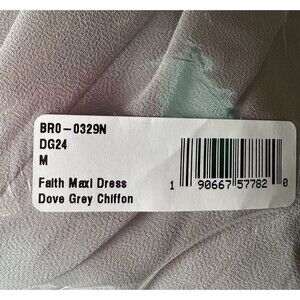 BRO-0329N
DG24
M
Faith Maxi Dress
Dove Grey Chiffon
1 90667 57782 0